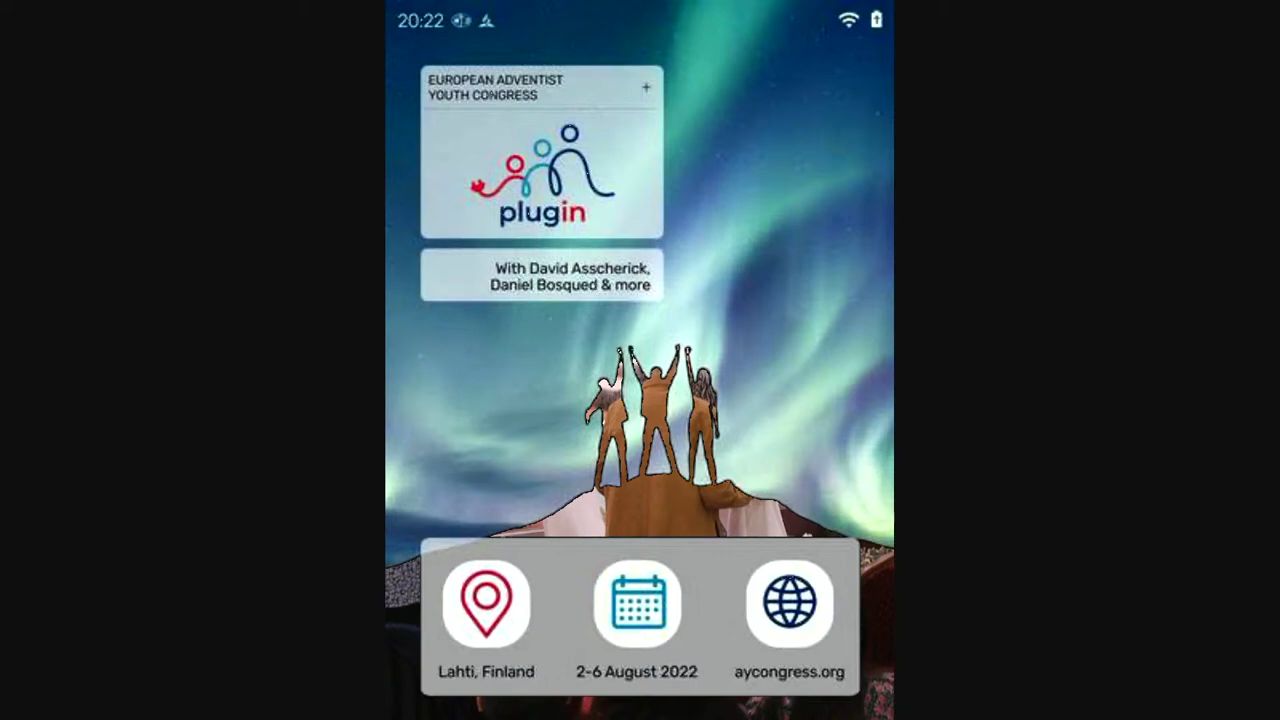 20:22
EUROPEAN ADVENTIST
YOUTH CONGRESS
+
plugin
With David Asscherick,
Daniel Bosqued & more
Lahti, Finland
2-6 August 2022
aycongress.org